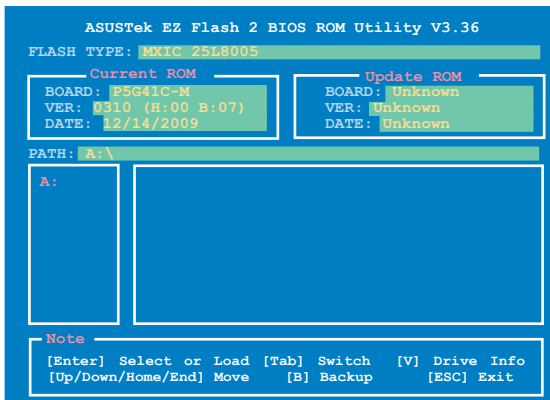 ASUSTek EZ Flash 2 BIOS ROM Utility V3.36
FLASH TYPE: MXIC 25L8005
Current ROM
BOARD: P5G41C-M
VER: 0310 (H:00 B:07)
DATE: 12/14/2009
Update ROM
BOARD: Unknown
VER: Unknown
DATE: Unknown
PATH: A:\
A:
Note
[Enter] Select or Load [Tab] Switch [V] Drive Info
[Up/Down/Home/End] Move [B] Backup [ESC] Exit